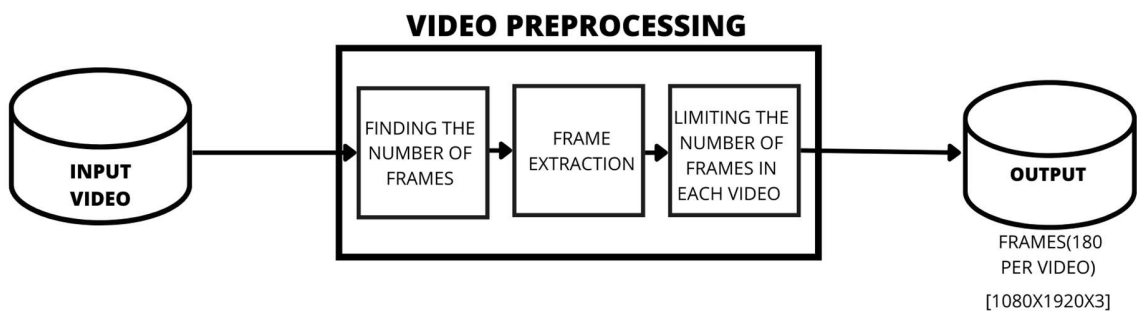 VIDEO PREPROCESSING
INPUT
VIDEO
FINDING THE
NUMBER OF
FRAMES
FRAME
EXTRACTION
LIMITING THE
NUMBER OF
FRAMES IN
EACH VIDEO
OUTPUT
FRAMES(180
PER VIDEO)
[1080X1920X3]